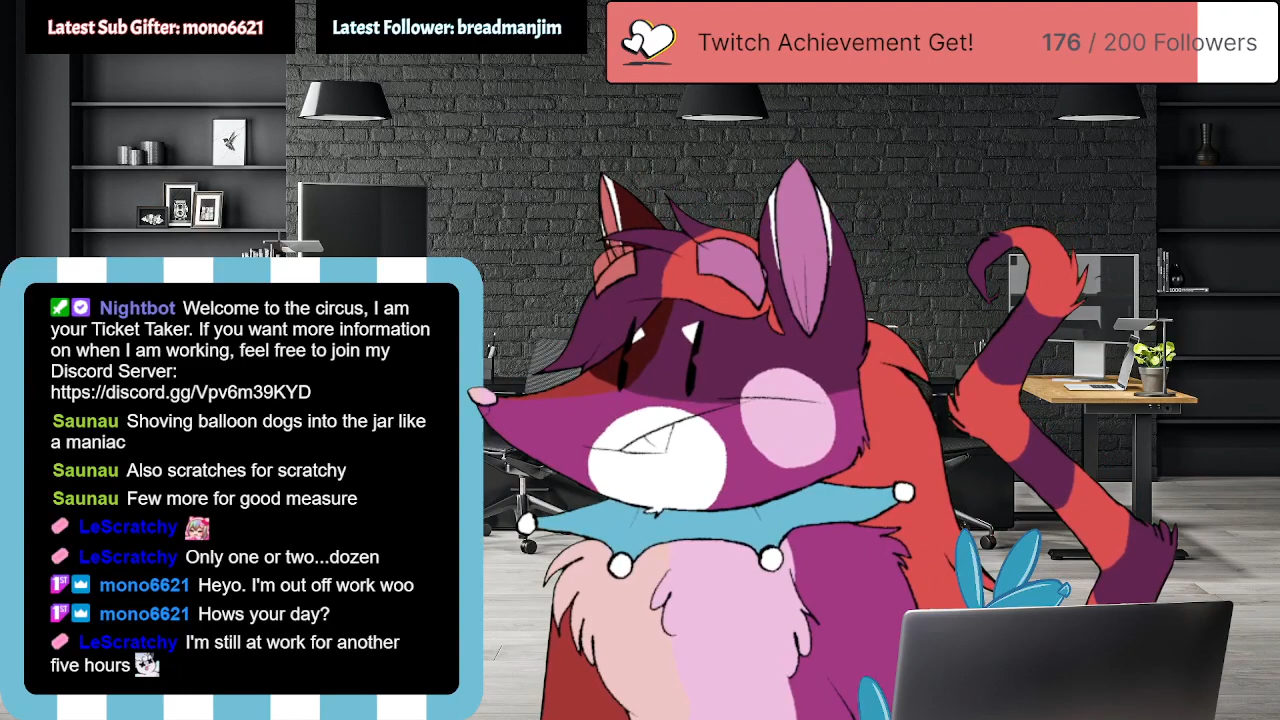 Latest Sub Gifter: mono6621
Latest Follower: breadmanjim
Twitch Achievement Get!
176 / 200 Followers
Nightbot Welcome to the circus, I am
your Ticket Taker. If you want more information
on when I am working, feel free to join my
Discord Server:
https://discord.gg/Vpv6m39KYD
Saunau Shoving balloon dogs into the jar like
a maniac
Saunau Also scratches for scratchy
Saunau Few more for good measure
LeScratchy
LeScratchy Only one or two...dozen
1ST mono6621 Heyo. I'm out off work woo
1ST mono6621 Hows your day?
LeScratchy I'm still at work for another
five hours